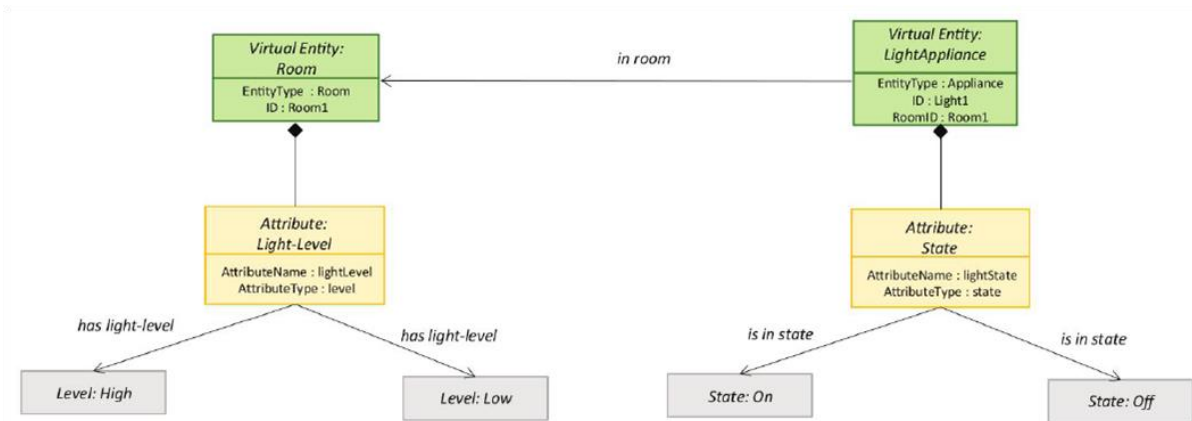 Virtual Entity:
Room
EntityType : Room
ID : Room1
in room
Virtual Entity:
LightAppliance
EntityType : Appliance
ID : Light1
RoomID : Room1
Attribute:
Light-Level
AttributeName : lightLevel
AttributeType : level
Attribute:
State
AttributeName : lightState
AttributeType : state
has light-level
has light-level
is in state
is in state
Level: High
Level: Low
State: On
State: Off